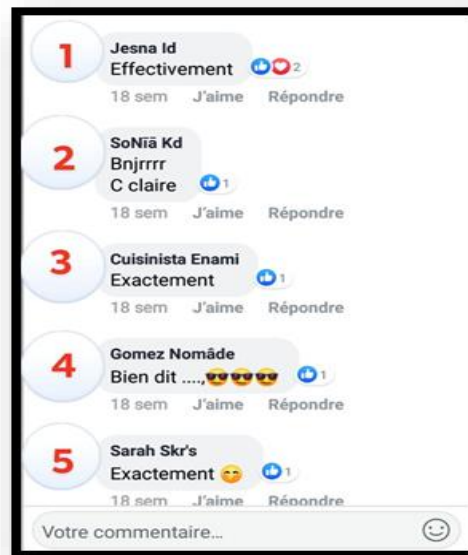 1
Jesna Id
Effectivement 2
18 sem J'aime Répondre
2
SoNïã Kd
Bnjrrrr
C claire 1
18 sem J'aime Répondre
3
Cuisinista Enami
Exactement 1
18 sem J'aime Répondre
4
Gomez Nomâde
Bien dit ....,😎😎😎 1
18 sem J'aime Répondre
5
Sarah Skr's
Exactement 😊 1
18 sem J'aime Répondre
Votre commentaire...